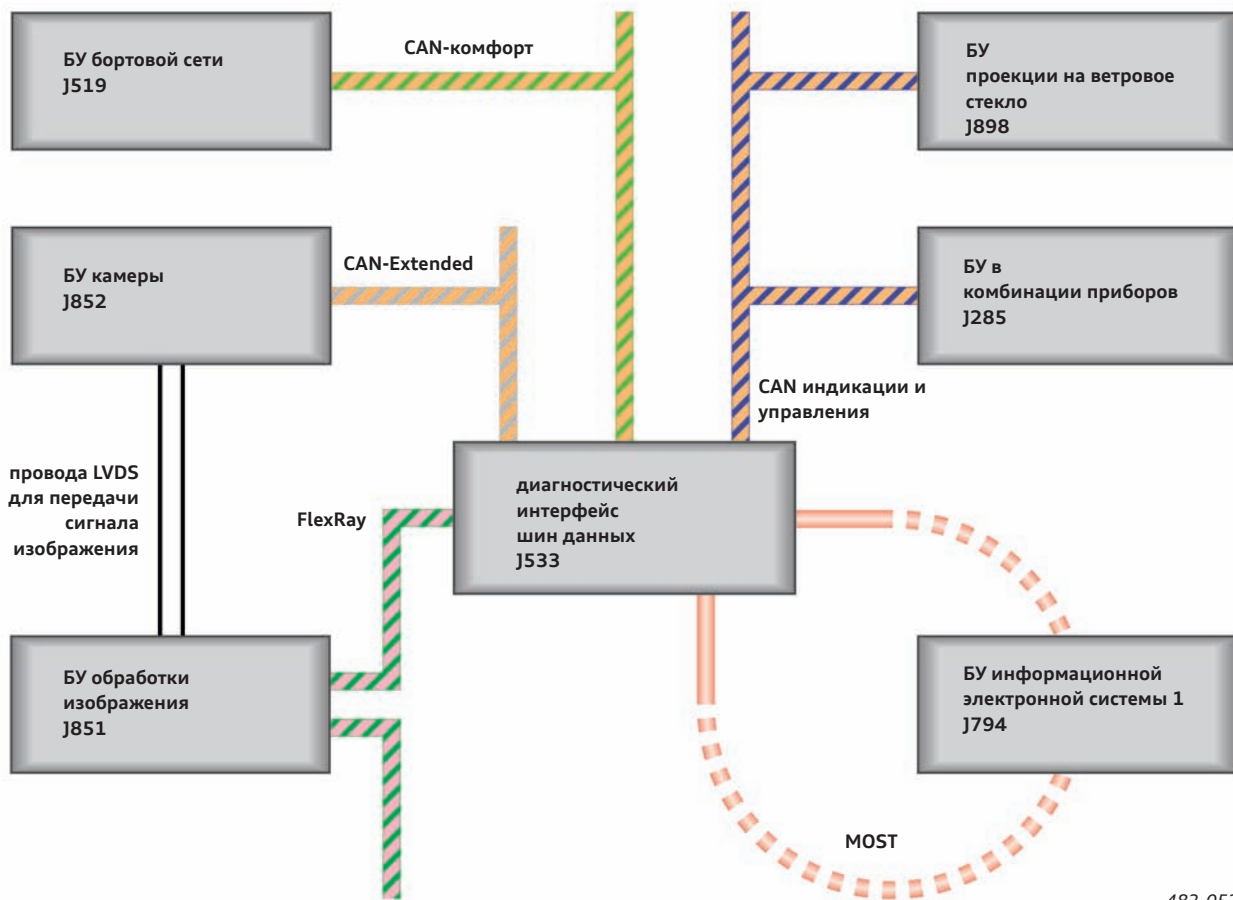 БУ бортовой сети
J519
CAN-комфорт
БУ
проекции на ветровое
стекло
J898
БУ камеры
J852
CAN-Extended
БУ в
комбинации приборов
J285
CAN индикации и
управления
провода LVDS
для передачи
сигнала
изображения
FlexRay
диагностический
интерфейс
шин данных
J533
БУ обработки
изображения
J851
БУ информационной
электронной системы 1
J794
MOST